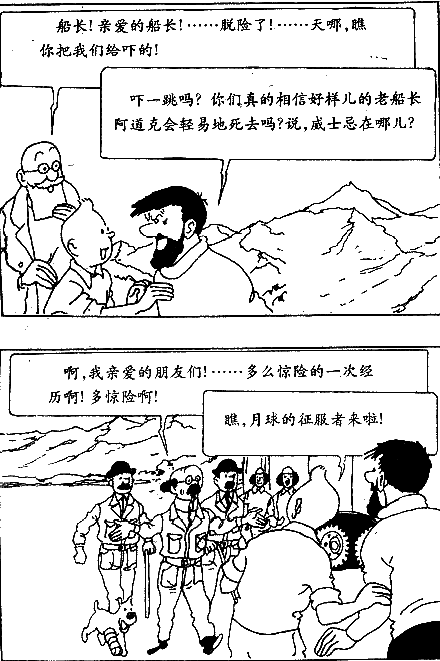 船长！亲爱的船长！……脱险了！……天哪，瞧
你把我们给吓的！
吓一跳吗？你们真的相信好样儿的老船长
阿道克会轻易地死去吗？说，威士忌在哪儿？
啊，我亲爱的朋友们！……多么惊险的一次经
历啊！多惊险啊！
瞧，月球的征服者来啦！